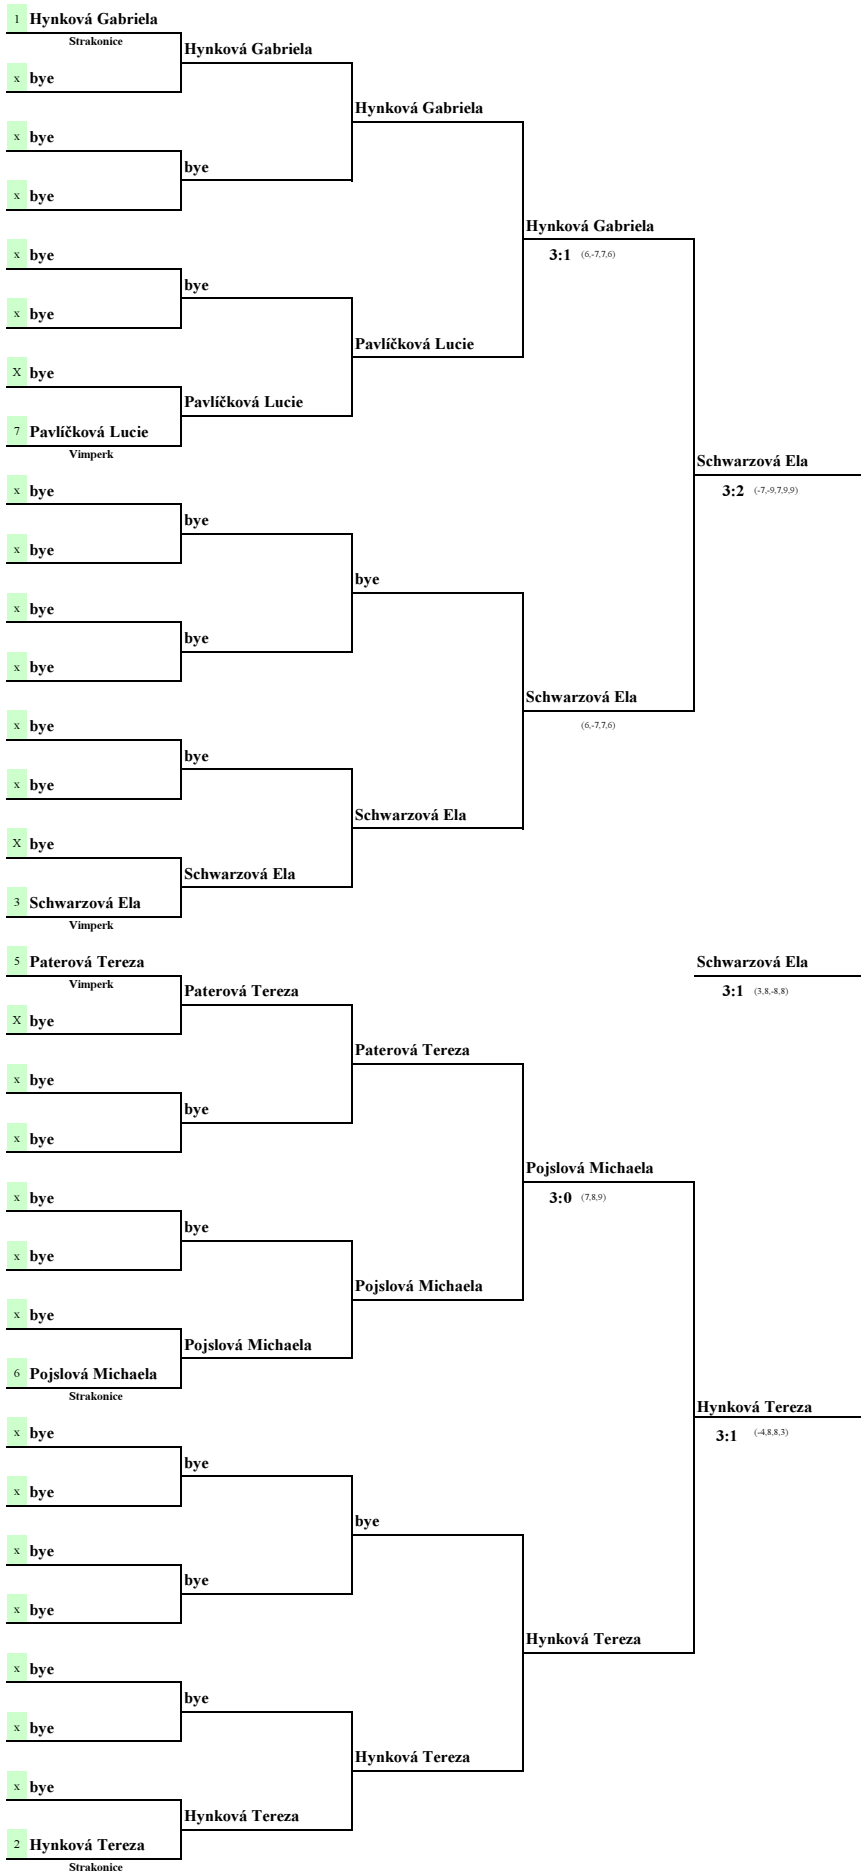 1 Hynková Gabriela
Strakonice
Hynková Gabriela
x bye
Hynková Gabriela
x bye
bye
x bye
Hynková Gabriela
3:1 (6,-7,7,6)
x bye
bye
x bye
Pavlíčková Lucie
X bye
Pavlíčková Lucie
7 Pavlíčková Lucie
Vimperk
Schwarzová Ela
3:2 (-7,-9,7,9,9)
x bye
bye
x bye
bye
x bye
bye
x bye
Schwarzová Ela
(6,-7,7,6)
x bye
bye
x bye
Schwarzová Ela
X bye
Schwarzová Ela
3 Schwarzová Ela
Vimperk
5 Paterová Tereza
Schwarzová Ela
Vimperk
Paterová Tereza
3:1 (3,8,-8,8)
X bye
Paterová Tereza
x bye
bye
x bye
Pojslová Michaela
3:0 (7,8,9)
x bye
bye
x bye
Pojslová Michaela
x bye
Pojslová Michaela
6 Pojslová Michaela
Strakonice
Hynková Tereza
3:1 (-4,8,8,3)
x bye
bye
x bye
bye
x bye
bye
x bye
Hynková Tereza
x bye
bye
x bye
Hynková Tereza
x bye
Hynková Tereza
2 Hynková Tereza
Strakonice